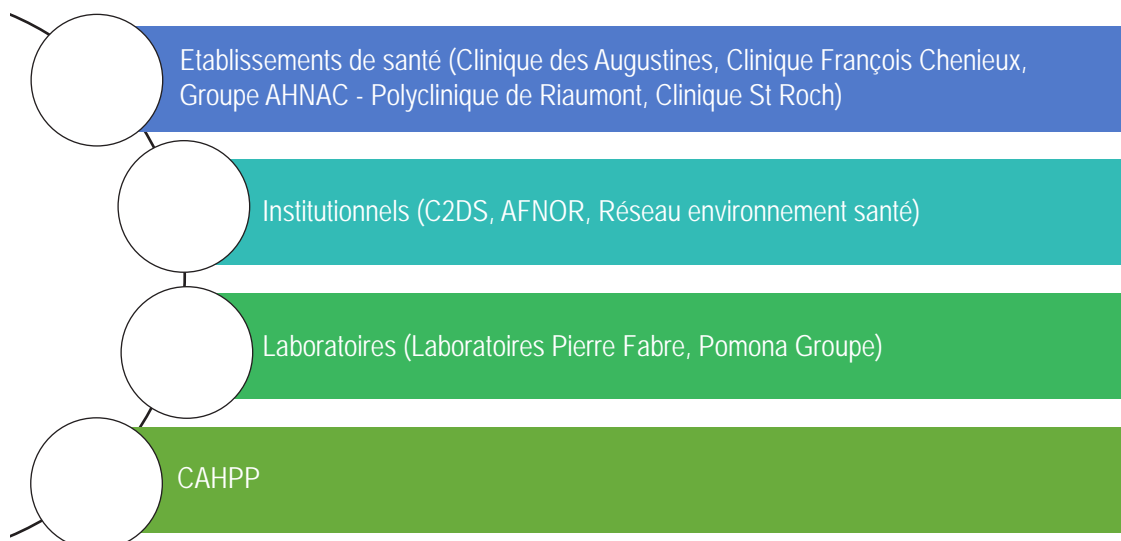 Etablissements de santé (Clinique des Augustines, Clinique François Chenieux,
Groupe AHNAC - Polyclinique de Riaumont, Clinique St Roch)
Institutionnels (C2DS, AFNOR, Réseau environnement santé)
Laboratoires (Laboratoires Pierre Fabre, Pomona Groupe)
CAHPP